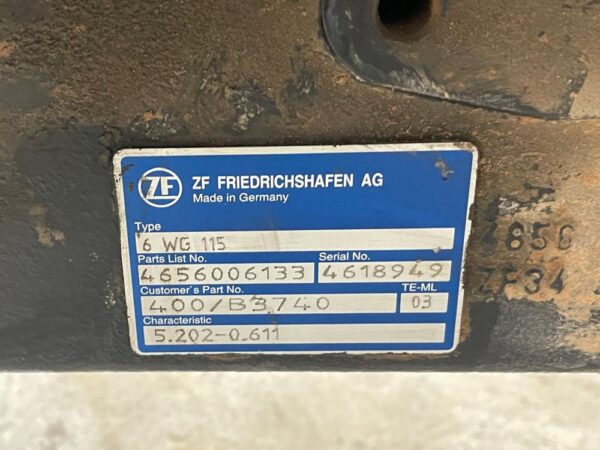 ZF
ZF FRIEDRICHSHAFEN AG
Made in Germany
Type
6 WG 115
Parts List No. Serial No.
4656006133 4618949
Customer's Part No. TE-ML
400/B3740 03
Characteristic
5.202-0.611
ZF34